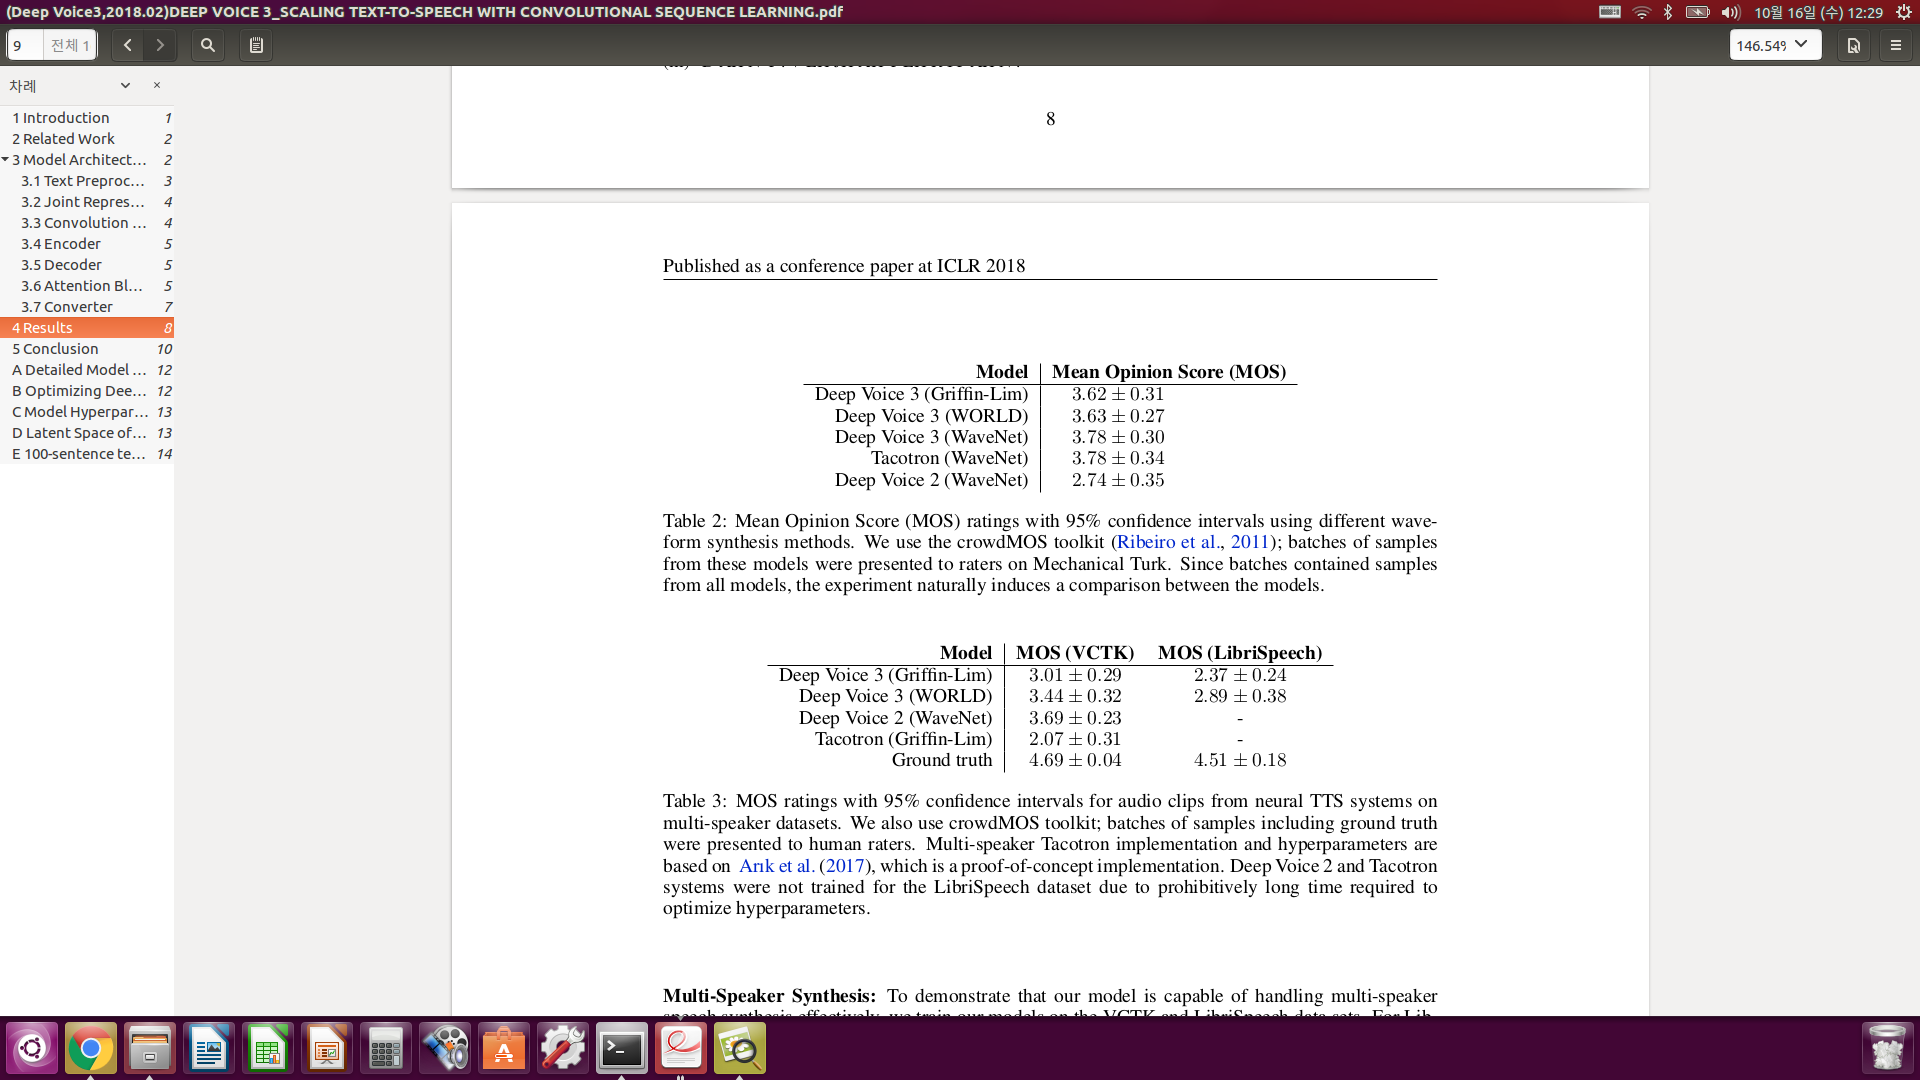 (Deep Voice3,2018.02)DEEP VOICE 3_SCALING TEXT-TO-SPEECH WITH CONVOLUTIONAL SEQUENCE LEARNING.pdf
10월 16일 (수) 12:29
9 전체 1
146.54%
차례
1 Introduction 1
2 Related Work 2
3 Model Architect... 2
3.1 Text Preproc... 3
3.2 Joint Repres... 4
3.3 Convolution ... 4
3.4 Encoder 5
3.5 Decoder 5
3.6 Attention Bl... 5
3.7 Converter 7
4 Results 8
5 Conclusion 10
A Detailed Model ... 12
B Optimizing Dee... 12
C Model Hyperpar... 13
D Latent Space of... 13
E 100-sentence te... 14
8
Published as a conference paper at ICLR 2018
Model Mean Opinion Score (MOS)
Deep Voice 3 (Griffin-Lim) 3.62 ± 0.31
Deep Voice 3 (WORLD) 3.63 ± 0.27
Deep Voice 3 (WaveNet) 3.78 ± 0.30
Tacotron (WaveNet) 3.78 ± 0.34
Deep Voice 2 (WaveNet) 2.74 ± 0.35
Table 2: Mean Opinion Score (MOS) ratings with 95% confidence intervals using different wave-
form synthesis methods. We use the crowdMOS toolkit (Ribeiro et al., 2011); batches of samples
from these models were presented to raters on Mechanical Turk. Since batches contained samples
from all models, the experiment naturally induces a comparison between the models.
Model MOS (VCTK) MOS (LibriSpeech)
Deep Voice 3 (Griffin-Lim) 3.01 ± 0.29 2.37 ± 0.24
Deep Voice 3 (WORLD) 3.44 ± 0.32 2.89 ± 0.38
Deep Voice 2 (WaveNet) 3.69 ± 0.23 -
Tacotron (Griffin-Lim) 2.07 ± 0.31 -
Ground truth 4.69 ± 0.04 4.51 ± 0.18
Table 3: MOS ratings with 95% confidence intervals for audio clips from neural TTS systems on
multi-speaker datasets. We also use crowdMOS toolkit; batches of samples including ground truth
were presented to human raters. Multi-speaker Tacotron implementation and hyperparameters are
based on Arık et al. (2017), which is a proof-of-concept implementation. Deep Voice 2 and Tacotron
systems were not trained for the LibriSpeech dataset due to prohibitively long time required to
optimize hyperparameters.
Multi-Speaker Synthesis: To demonstrate that our model is capable of handling multi-speaker
speech synthesis effectively, we train our models on the VCTK and LibriSpeech data sets. For Lib-